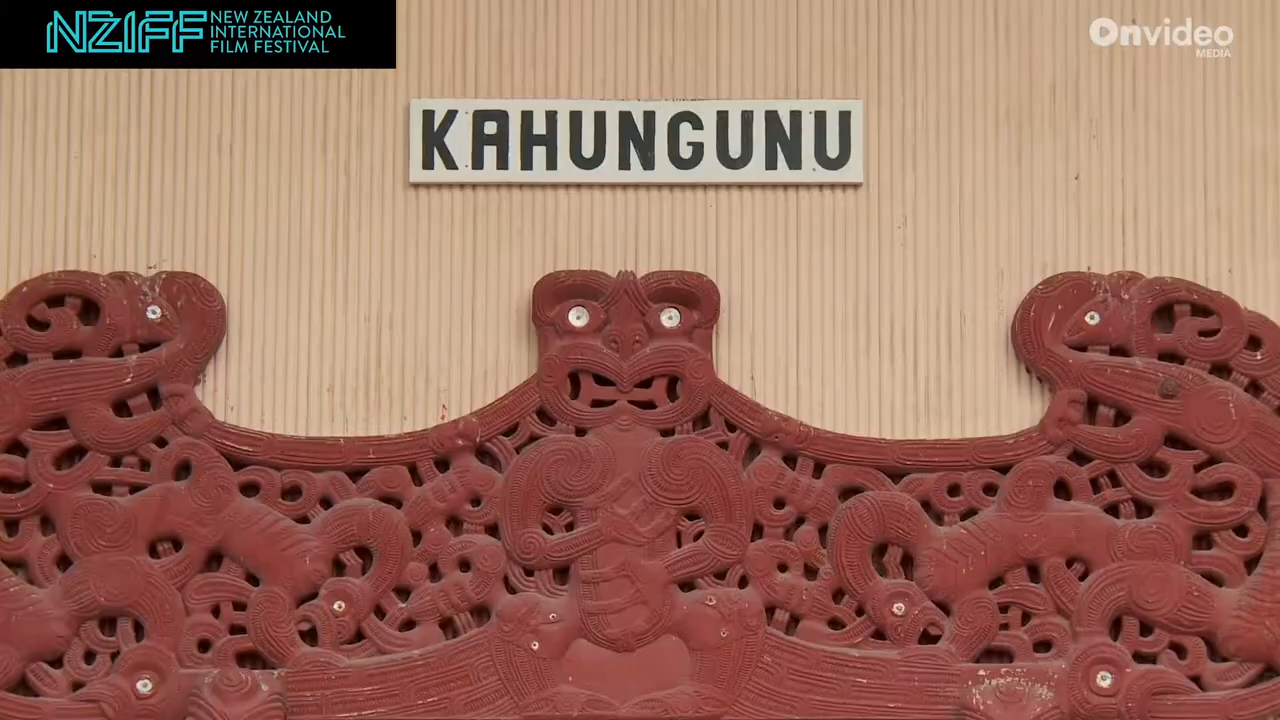 NZIFF NEW ZEALAND
INTERNATIONAL
FILM FESTIVAL
Onvideo
MEDIA
KAHUNGUNU